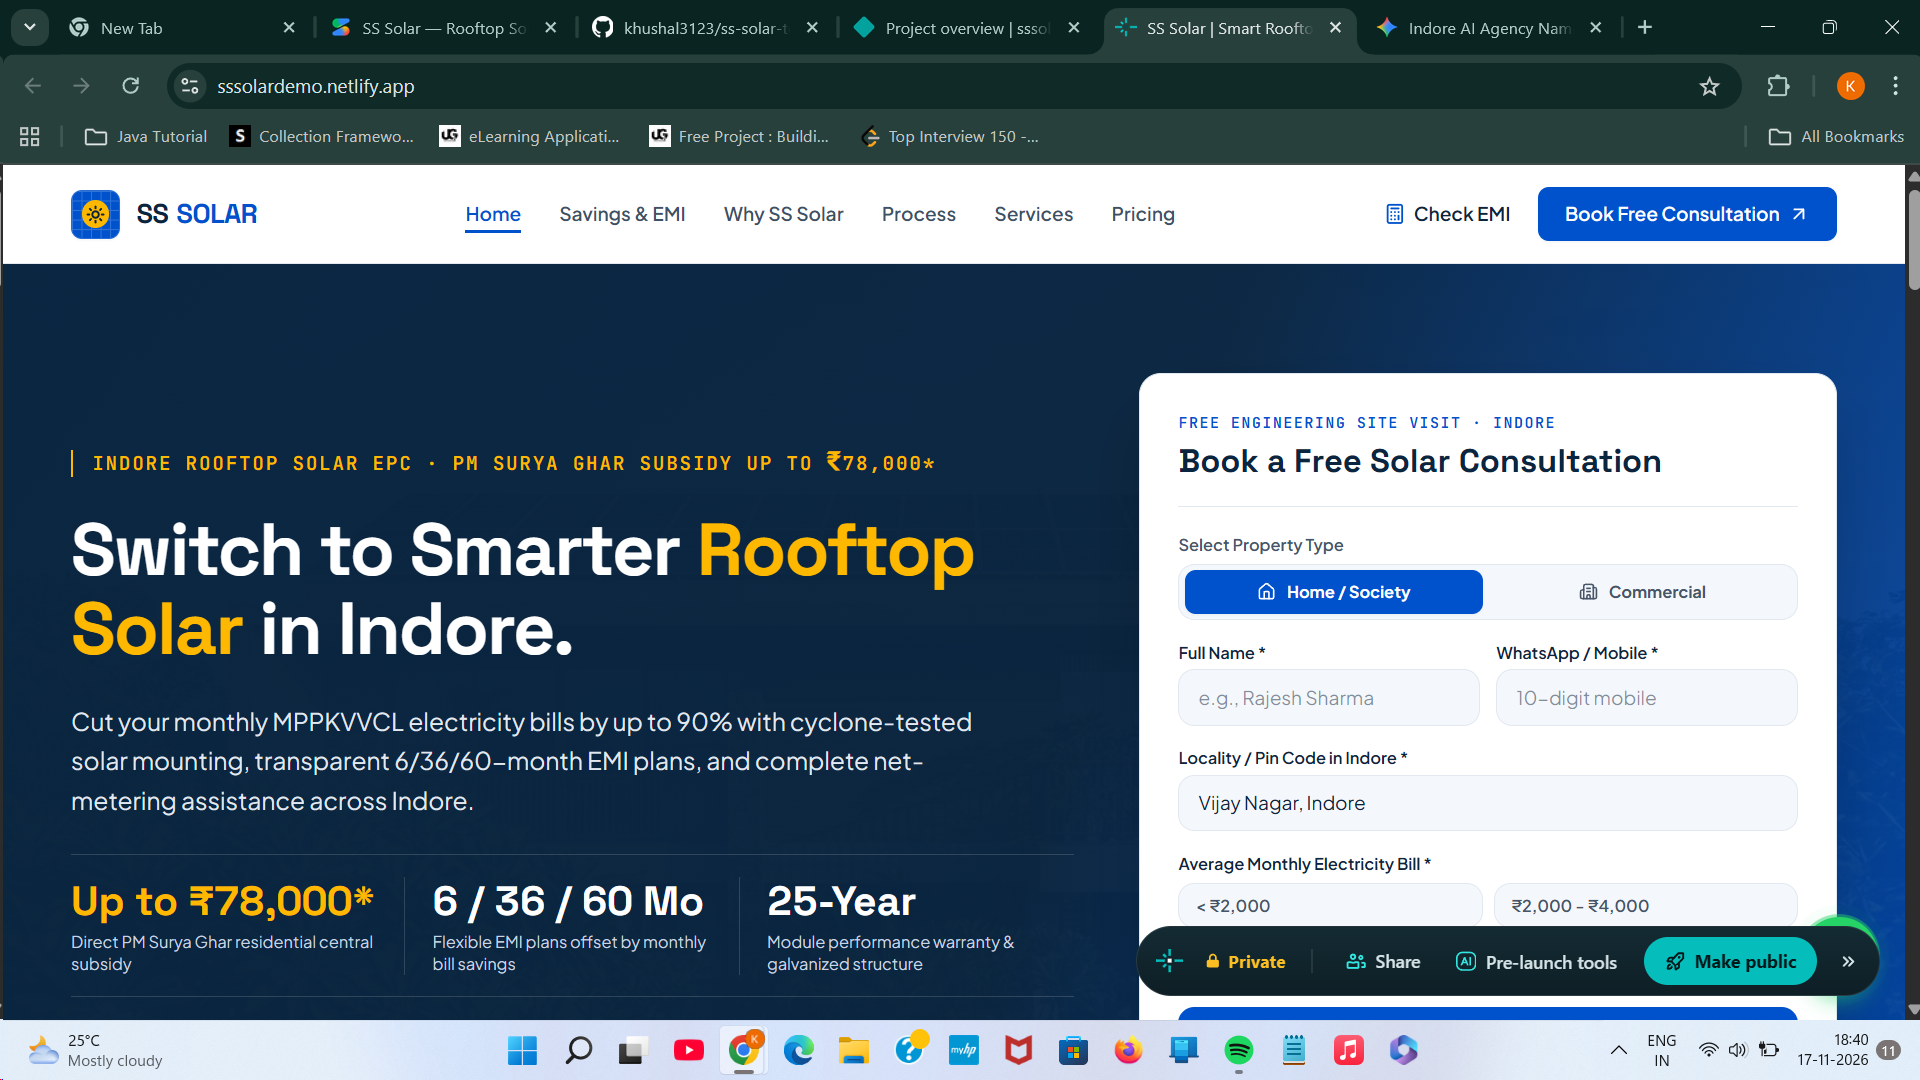 New Tab
SS Solar — Rooftop So
khushal3123/ss-solar-t
Project overview | sssol
SS Solar | Smart Roofto
Indore AI Agency Nam
sssolardemo.netlify.app
K
Java Tutorial
S
Collection Framewo...
UG
eLearning Applicati...
UG
Free Project : Buildi...
Top Interview 150 -...
All Bookmarks
SS SOLAR
Home
Savings & EMI
Why SS Solar
Process
Services
Pricing
Check EMI
Book Free Consultation
INDORE ROOFTOP SOLAR EPC · PM SURYA GHAR SUBSIDY UP TO ₹78,000*
Switch to Smarter Rooftop
Solar in Indore.
Cut your monthly MPPKVVCL electricity bills by up to 90% with cyclone-tested
solar mounting, transparent 6/36/60-month EMI plans, and complete net-
metering assistance across Indore.
Up to ₹78,000*
Direct PM Surya Ghar residential central
subsidy
6 / 36 / 60 Mo
Flexible EMI plans offset by monthly
bill savings
25-Year
Module performance warranty &
galvanized structure
FREE ENGINEERING SITE VISIT · INDORE
Book a Free Solar Consultation
Select Property Type
Home / Society
Commercial
Full Name *
WhatsApp / Mobile *
e.g., Rajesh Sharma
10-digit mobile
Locality / Pin Code in Indore *
Vijay Nagar, Indore
Average Monthly Electricity Bill *
< ₹2,000
₹2,000 - ₹4,000
Private
Share
AI
Pre-launch tools
Make public
25°C
Mostly cloudy
K
myhp
ENG
IN
18:40
17-11-2026
11